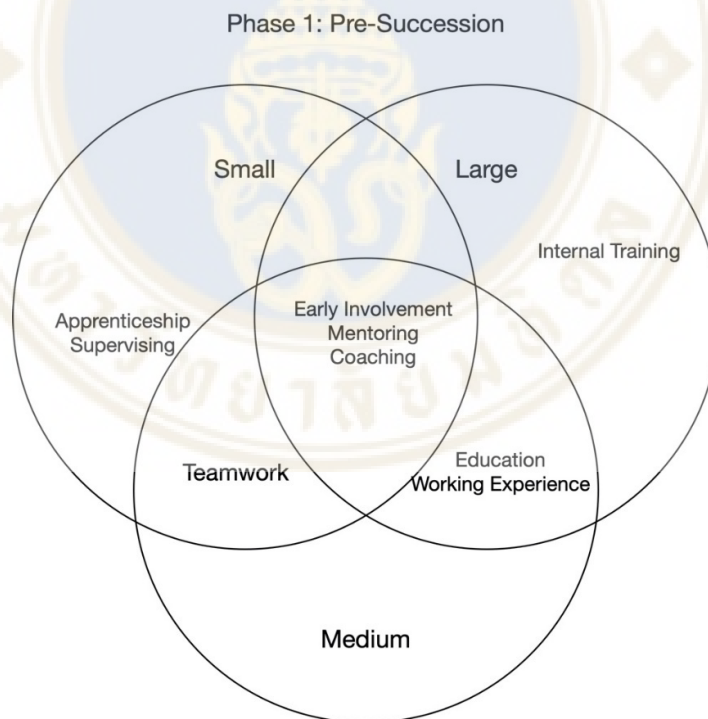 Phase 1: Pre-Succession
Small
Large
Internal Training
Apprenticeship
Supervising
Early Involvement
Mentoring
Coaching
Teamwork
Education
Working Experience
Medium